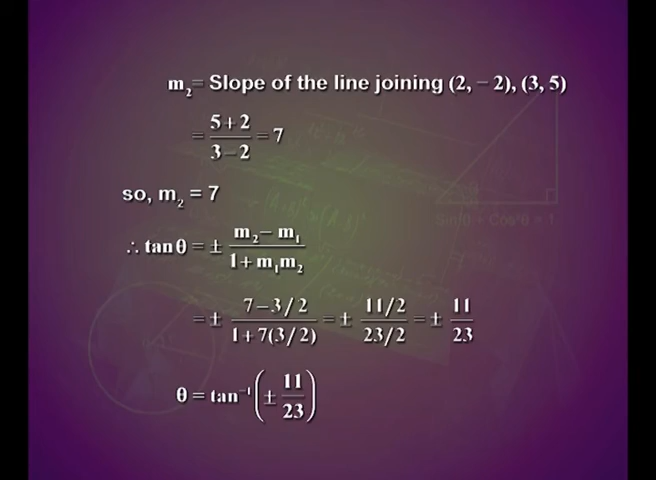 m₂ = Slope of the line joining (2, − 2), (3, 5)
= (5 + 2)/(3 − 2) = 7
so, m₂ = 7
∴ tan θ = ± (m₂ − m₁)/(1 + m₁m₂)
= ± (7 − 3/2)/(1 + 7(3/2)) = ± (11/2)/(23/2) = ± 11/23
θ = tan⁻¹(± 11/23)